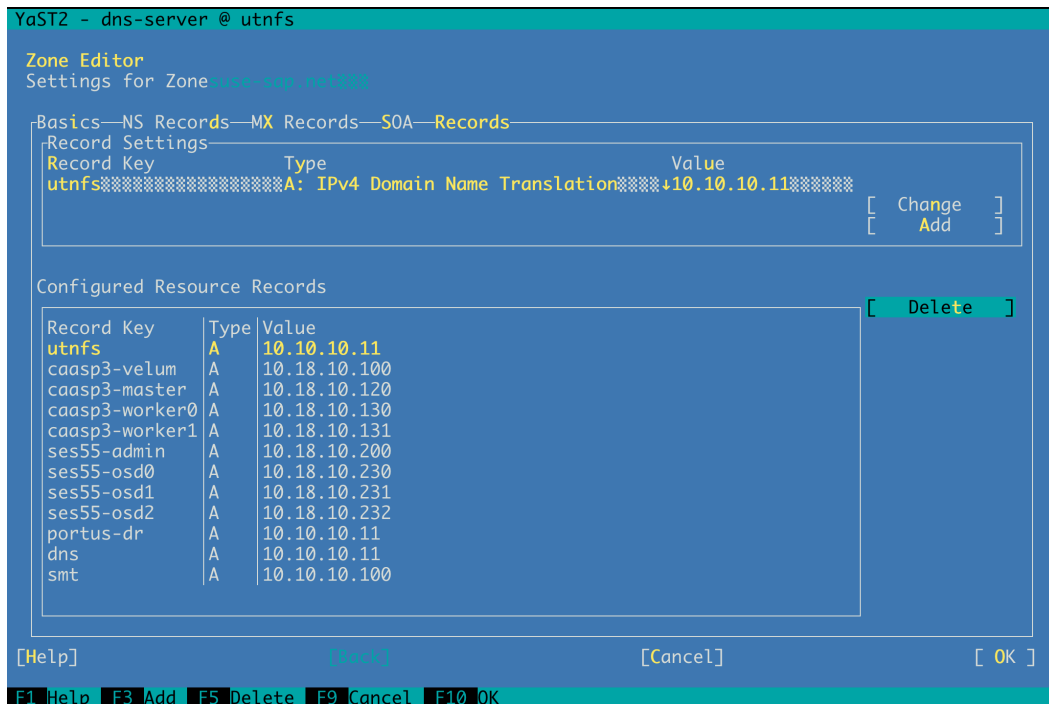 YaST2 - dns-server @ utnfs
Zone Editor
Settings for Zone suse-sap.net
Basics NS Records MX Records SOA Records
Record Settings
Record Key Type Value
utnfs A: IPv4 Domain Name Translation ↓ 10.10.10.11
[ Change ]
[ Add ]
Configured Resource Records
[ Delete ]
Record Key Type Value
utnfs A 10.10.10.11
caasp3-velum A 10.18.10.100
caasp3-master A 10.18.10.120
caasp3-worker0 A 10.18.10.130
caasp3-worker1 A 10.18.10.131
ses55-admin A 10.18.10.200
ses55-osd0 A 10.18.10.230
ses55-osd1 A 10.18.10.231
ses55-osd2 A 10.18.10.232
portus-dr A 10.10.10.11
dns A 10.10.10.11
smt A 10.10.10.100
[Help] [Back] [Cancel] [ OK ]
F1 Help F3 Add F5 Delete F9 Cancel F10 OK